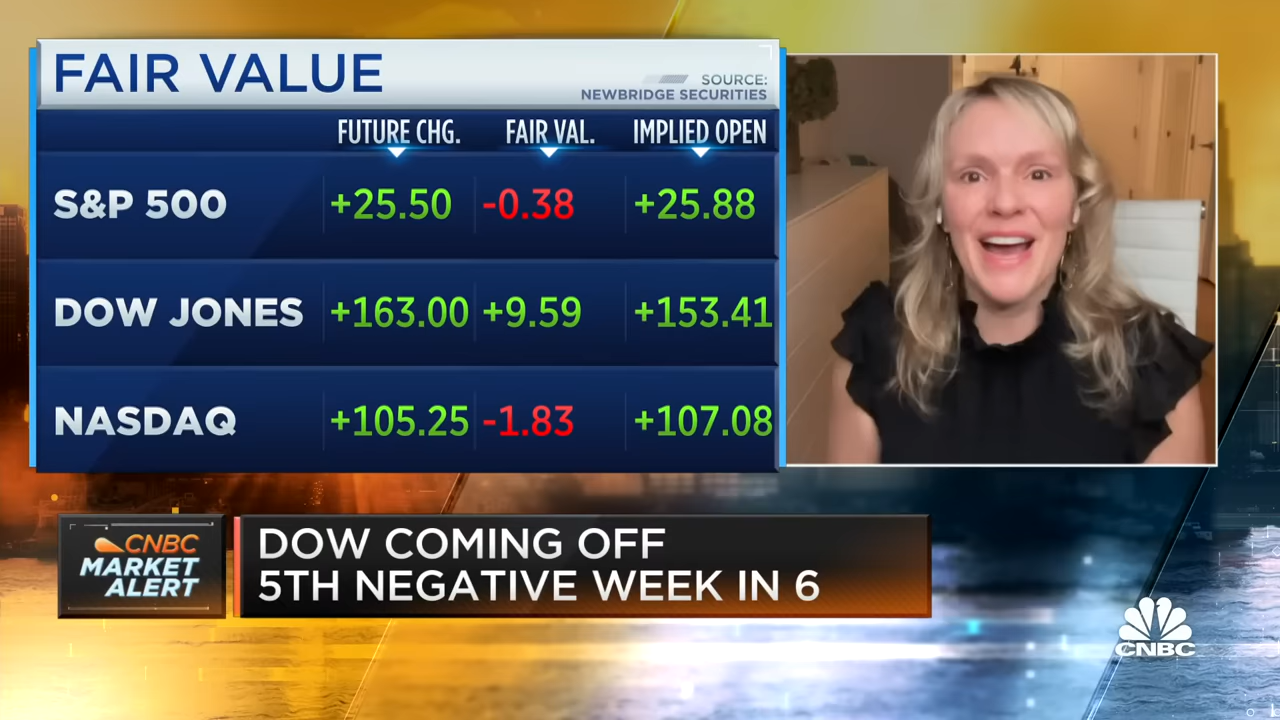 FAIR VALUE
SOURCE:
NEWBRIDGE SECURITIES
FUTURE CHG. FAIR VAL. IMPLIED OPEN
S&P 500 +25.50 -0.38 +25.88
DOW JONES +163.00 +9.59 +153.41
NASDAQ +105.25 -1.83 +107.08
CNBC
MARKET
ALERT
DOW COMING OFF
5TH NEGATIVE WEEK IN 6
CNBC